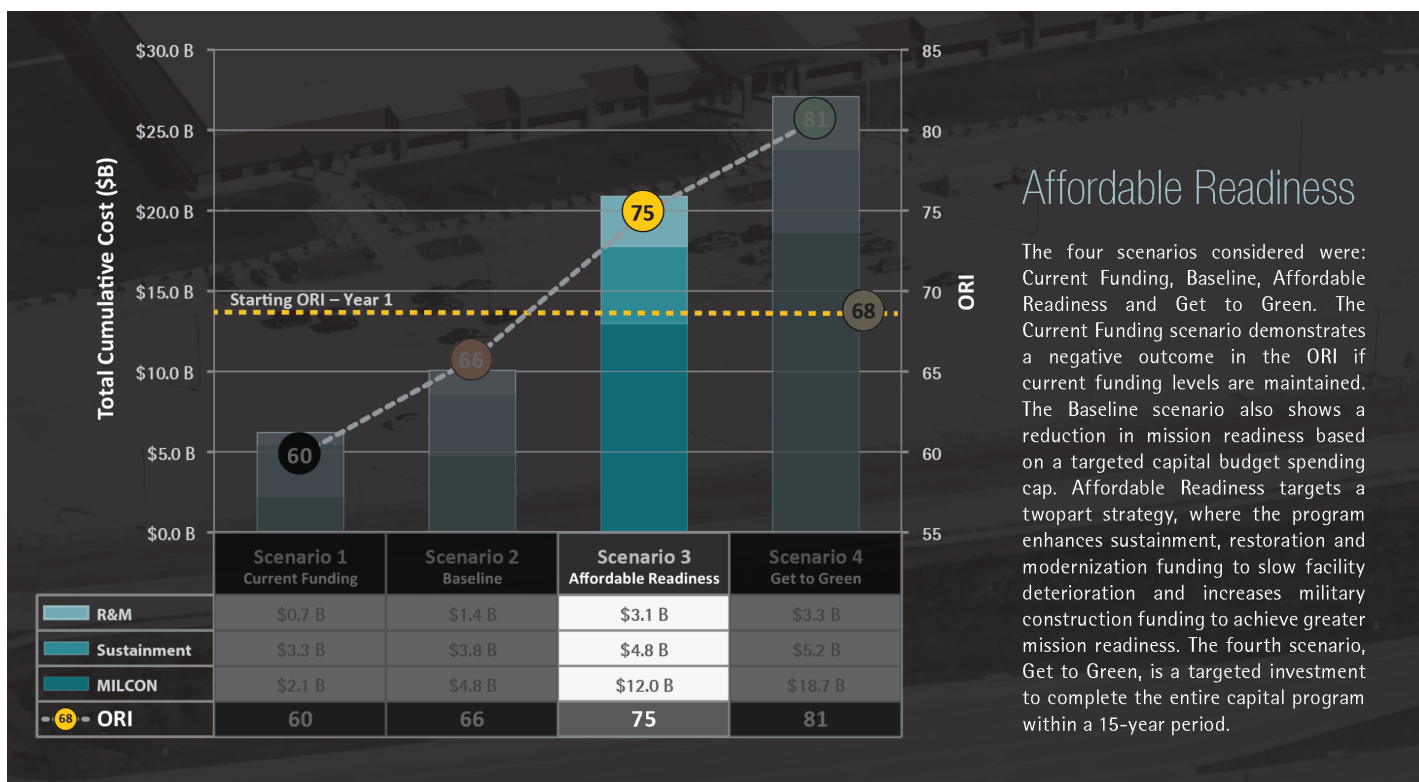 $30.0 B
$25.0 B
$20.0 B
$15.0 B
$10.0 B
$5.0 B
$0.0 B
Total Cumulative Cost ($B)
85
80
75
70
65
60
55
ORI
81
75
Starting ORI – Year 1
68
66
60
Scenario 1 Scenario 2 Scenario 3 Scenario 4
Current Funding Baseline Affordable Readiness Get to Green
R&M $0.7 B $1.4 B $3.1 B $3.3 B
Sustainment $3.3 B $3.8 B $4.8 B $5.2 B
MILCON $2.1 B $4.8 B $12.0 B $18.7 B
68 ORI 60 66 75 81
Affordable Readiness
The four scenarios considered were:
Current Funding, Baseline, Affordable
Readiness and Get to Green. The
Current Funding scenario demonstrates
a negative outcome in the ORI if
current funding levels are maintained.
The Baseline scenario also shows a
reduction in mission readiness based
on a targeted capital budget spending
cap. Affordable Readiness targets a
twopart strategy, where the program
enhances sustainment, restoration and
modernization funding to slow facility
deterioration and increases military
construction funding to achieve greater
mission readiness. The fourth scenario,
Get to Green, is a targeted investment
to complete the entire capital program
within a 15-year period.